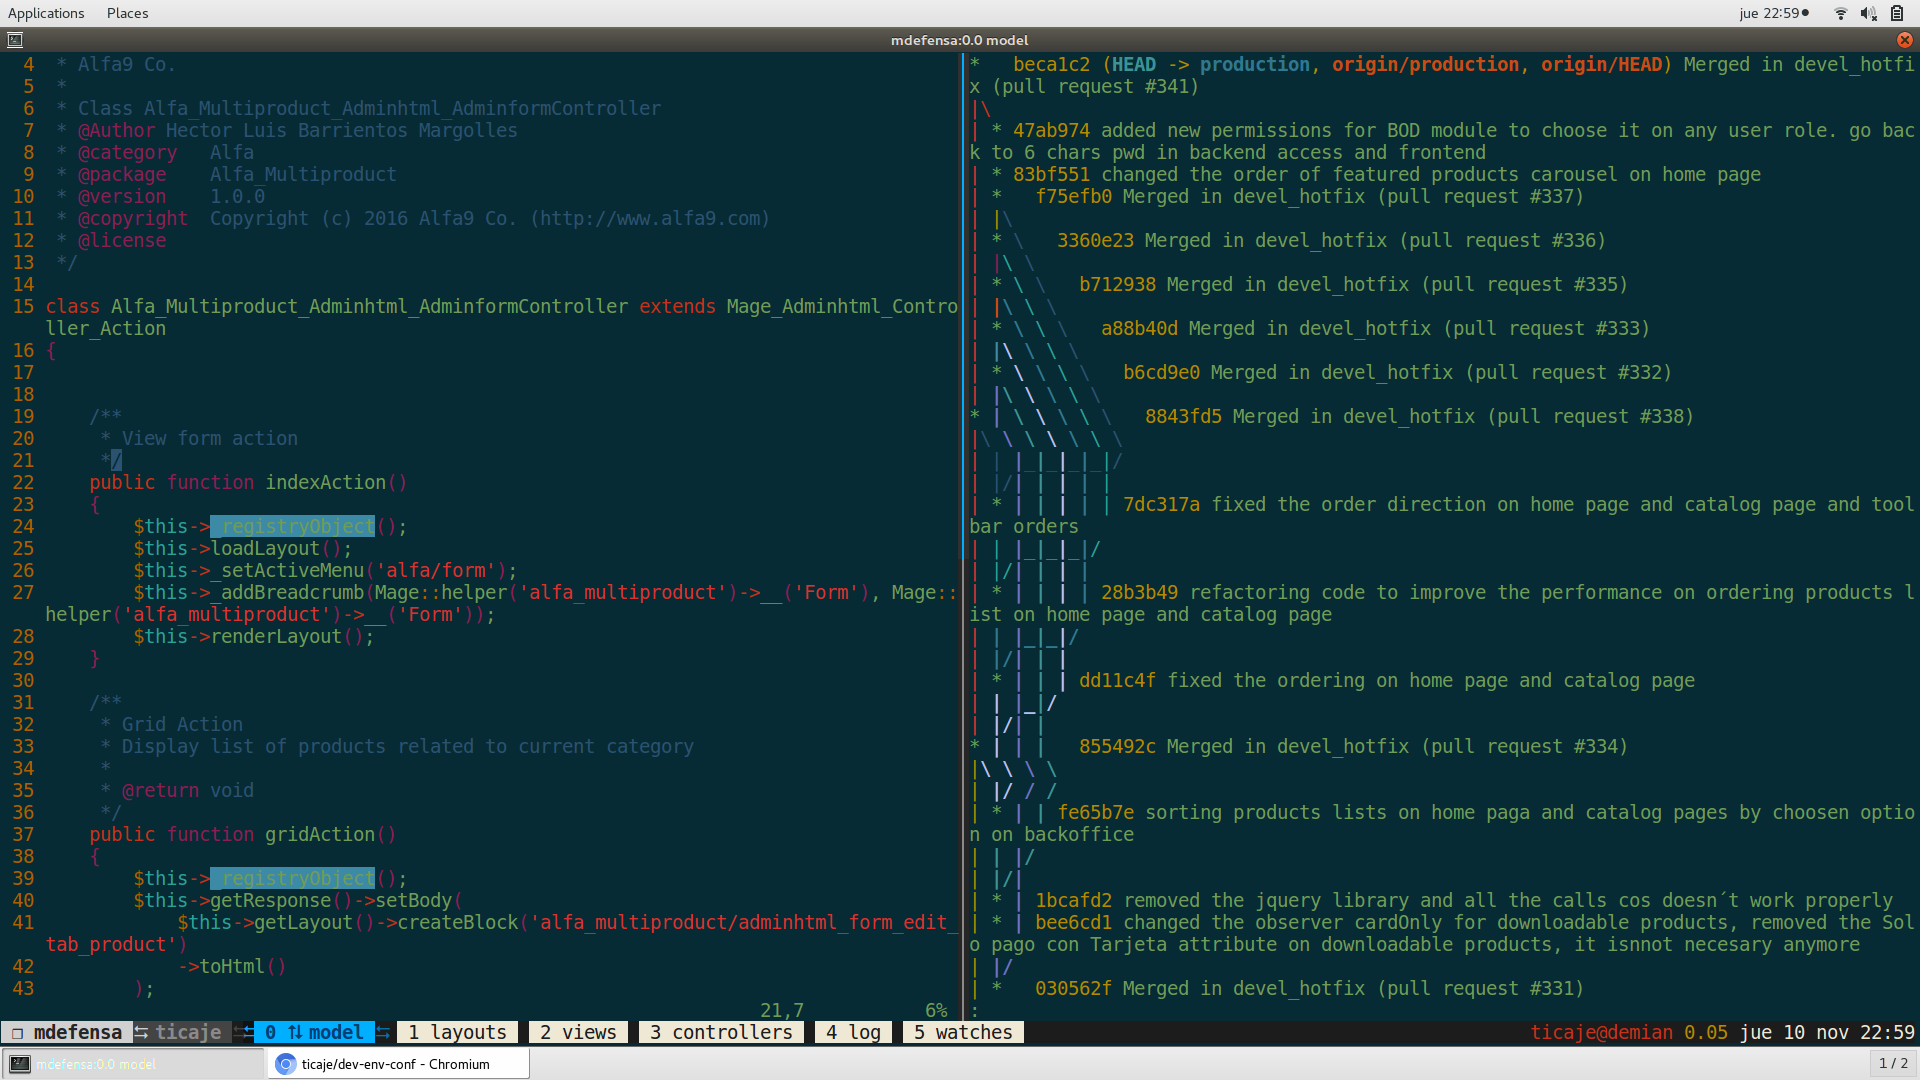 Applications Places jue 22:59
mdefensa:0.0 model
4 * Alfa9 Co.
5 *
6 * Class Alfa_Multiproduct_Adminhtml_AdminformController
7 * @Author Hector Luis Barrientos Margolles
8 * @category Alfa
9 * @package Alfa_Multiproduct
10 * @version 1.0.0
11 * @copyright Copyright (c) 2016 Alfa9 Co. (http://www.alfa9.com)
12 * @license
13 */
14
15 class Alfa_Multiproduct_Adminhtml_AdminformController extends Mage_Adminhtml_Contro
ller_Action
16 {
17
18
19 /**
20 * View form action
21 */
22 public function indexAction()
23 {
24 $this->_registryObject();
25 $this->loadLayout();
26 $this->_setActiveMenu('alfa/form');
27 $this->_addBreadcrumb(Mage::helper('alfa_multiproduct')->__('Form'), Mage::
helper('alfa_multiproduct')->__('Form'));
28 $this->renderLayout();
29 }
30
31 /**
32 * Grid Action
33 * Display list of products related to current category
34 *
35 * @return void
36 */
37 public function gridAction()
38 {
39 $this->_registryObject();
40 $this->getResponse()->setBody(
41 $this->getLayout()->createBlock('alfa_multiproduct/adminhtml_form_edit_
tab_product')
42 ->toHtml()
43 );
21,7 6%
* beca1c2 (HEAD -> production, origin/production, origin/HEAD) Merged in devel_hotfi
x (pull request #341)
|\
| * 47ab974 added new permissions for BOD module to choose it on any user role. go bac
k to 6 chars pwd in backend access and frontend
| * 83bf551 changed the order of featured products carousel on home page
| * f75efb0 Merged in devel_hotfix (pull request #337)
| |\
| * \ 3360e23 Merged in devel_hotfix (pull request #336)
| |\ \
| * \ \ b712938 Merged in devel_hotfix (pull request #335)
| |\ \ \
| * \ \ \ a88b40d Merged in devel_hotfix (pull request #333)
| |\ \ \ \
| * \ \ \ \ b6cd9e0 Merged in devel_hotfix (pull request #332)
| |\ \ \ \ \
* | \ \ \ \ \ 8843fd5 Merged in devel_hotfix (pull request #338)
|\ \ \ \ \ \ \
| | |_|_|_|_|/
| |/| | | | |
| * | | | | | 7dc317a fixed the order direction on home page and catalog page and tool
bar orders
| | |_|_|_|/
| |/| | | |
| * | | | | 28b3b49 refactoring code to improve the performance on ordering products l
ist on home page and catalog page
| | |_|_|/
| |/| | |
| * | | | dd11c4f fixed the ordering on home page and catalog page
| | |_|/
| |/| |
* | | | 855492c Merged in devel_hotfix (pull request #334)
|\ \ \ \
| |/ / /
| * | | fe65b7e sorting products lists on home paga and catalog pages by choosen optio
n on backoffice
| | |/
| |/|
| * | 1bcafd2 removed the jquery library and all the calls cos doesn´t work properly
| * | bee6cd1 changed the observer cardOnly for downloadable products, removed the Sol
o pago con Tarjeta attribute on downloadable products, it isnnot necesary anymore
| |/
| * 030562f Merged in devel_hotfix (pull request #331)
:
mdefensa ticaje 0 model 1 layouts 2 views 3 controllers 4 log 5 watches ticaje@demian 0.05 jue 10 nov 22:59
mdefensa:0.0 model ticaje/dev-env-conf - Chromium 1 / 2